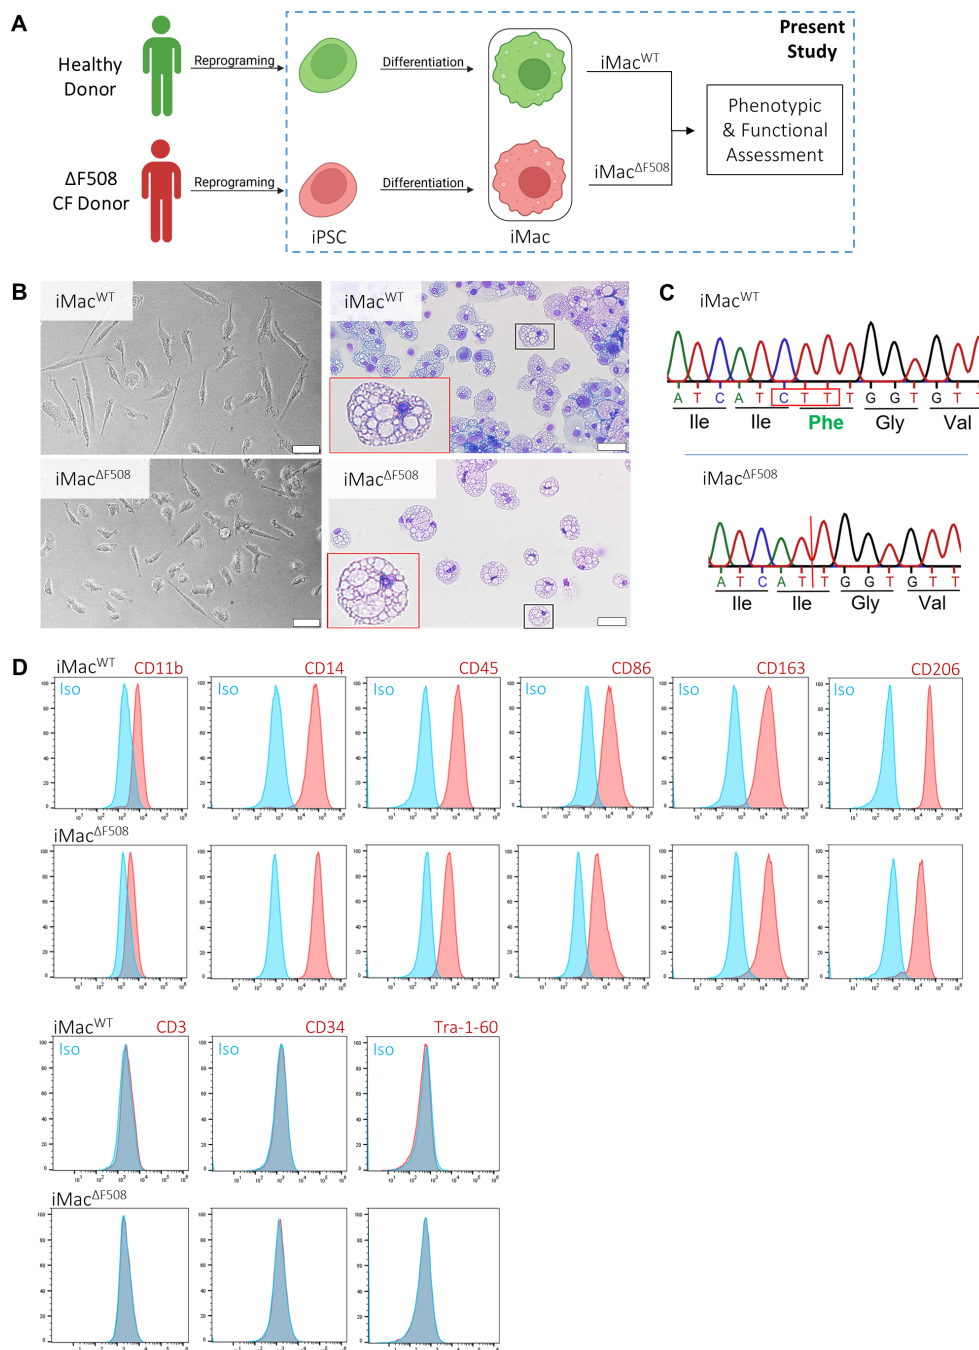 A
Healthy
Donor
Reprograming
Differentiation
iMacWT
Present
Study
Phenotypic
& Functional
Assessment
ΔF508
CF Donor
Reprograming
Differentiation
iMacΔF508
iPSC
iMac
B
iMacWT
iMacWT
iMacΔF508
iMacΔF508
C
iMacWT
A T C A T C T T T G G T G T T
Ile Ile Phe Gly Val
iMacΔF508
A T C A T T G G T G T T
Ile Ile Gly Val
D
iMacWT
CD11b CD14 CD45 CD86 CD163 CD206
Iso Iso Iso Iso Iso Iso
iMacΔF508
iMacWT
CD3 CD34 Tra-1-60
Iso
iMacΔF508